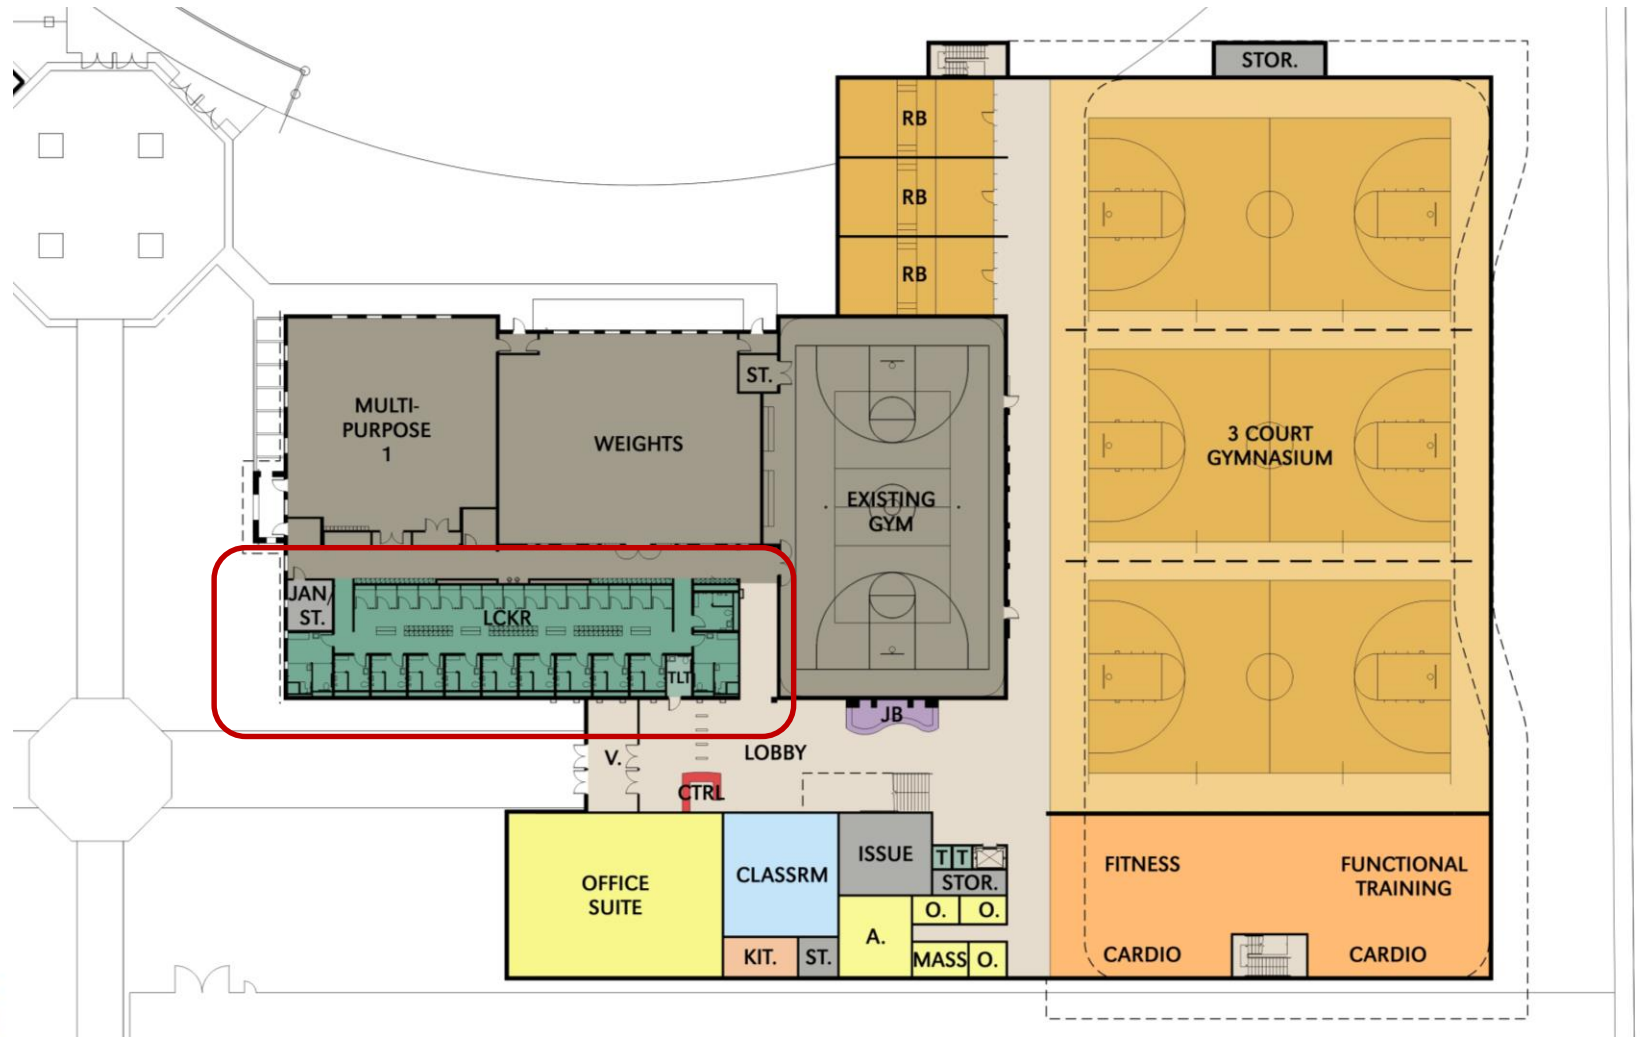 STOR.
RB
RB
RB
ST.
MULTI-
PURPOSE
1
WEIGHTS
3 COURT
GYMNASIUM
EXISTING
GYM
JAN/
ST.
LCKR
TLT
JB
V.
LOBBY
CTRL
ISSUE
T T
FITNESS
FUNCTIONAL
TRAINING
CLASSRM
OFFICE
SUITE
STOR.
O. O.
A.
KIT.
ST.
MASS
O.
CARDIO
CARDIO